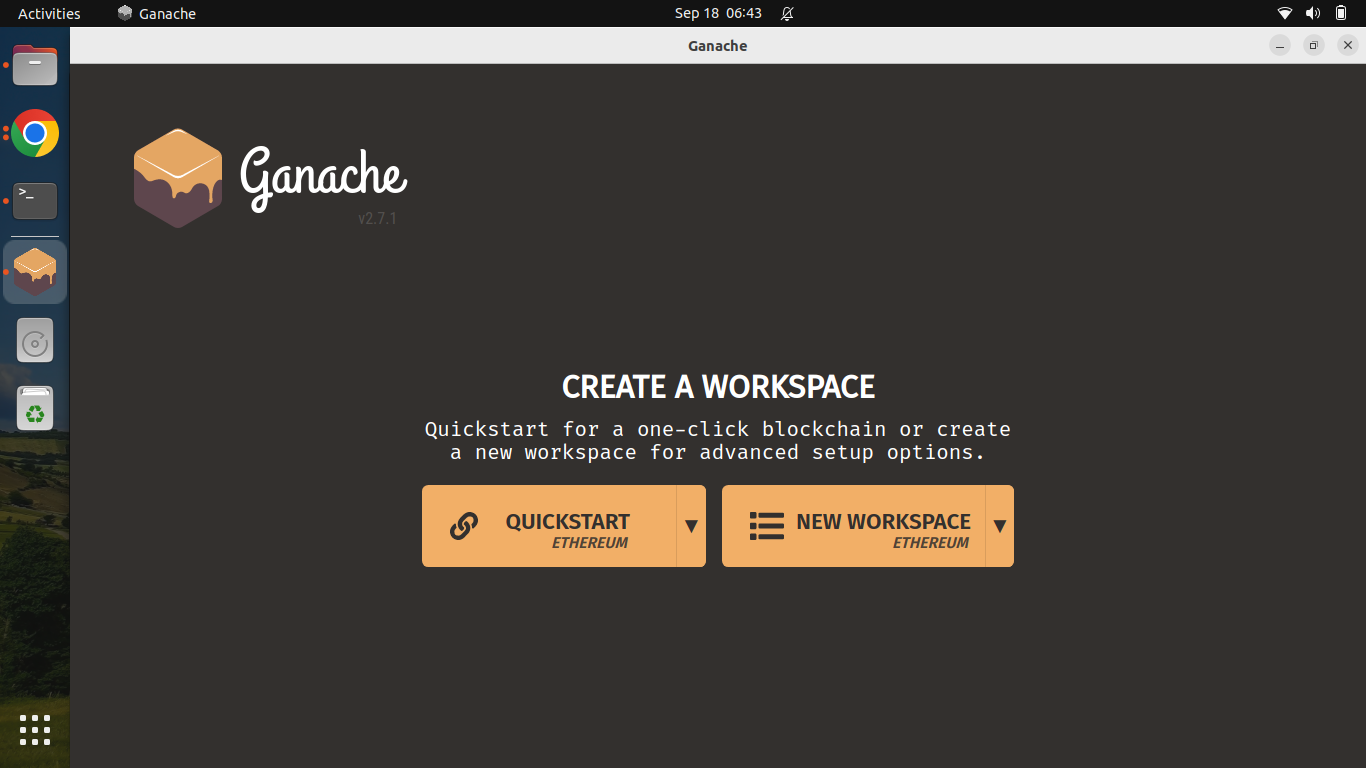 Activities
Ganache
Sep 18 06:43
Ganache
Ganache
v2.7.1
>_
CREATE A WORKSPACE
Quickstart for a one-click blockchain or create
a new workspace for advanced setup options.
QUICKSTART
ETHEREUM
NEW WORKSPACE
ETHEREUM